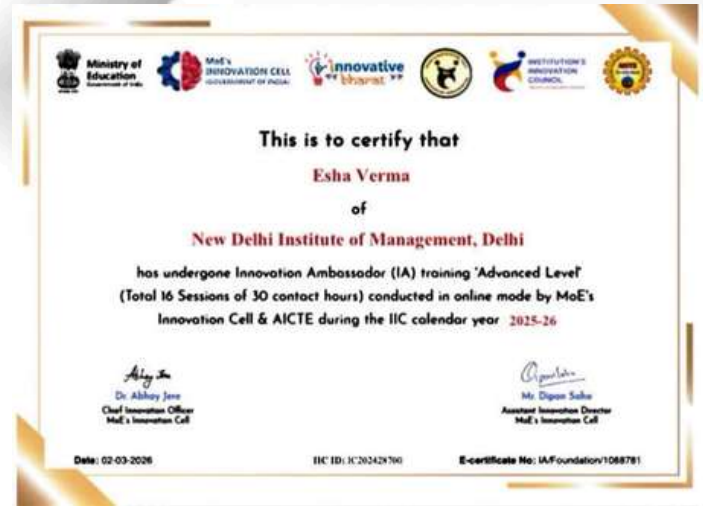 Ministry of
Education
Government of India
MoE's
INNOVATION CELL
(GOVERNMENT OF INDIA)
innovative
bharat
INSTITUTION'S
INNOVATION
COUNCIL
This is to certify that
Esha Verma
of
New Delhi Institute of Management, Delhi
has undergone Innovation Ambassador (IA) training 'Advanced Level'
(Total 16 Sessions of 30 contact hours) conducted in online mode by MoE's
Innovation Cell & AICTE during the IIC calendar year 2025-26
Dr. Abhay Jere
Chief Innovation Officer
MoE's Innovation Cell
Mr. Dipan Sahu
Assistant Innovation Director
MoE's Innovation Cell
Date: 02-03-2026
IIC ID: IC202428700
E-certificate No: IA/Foundation/1088781